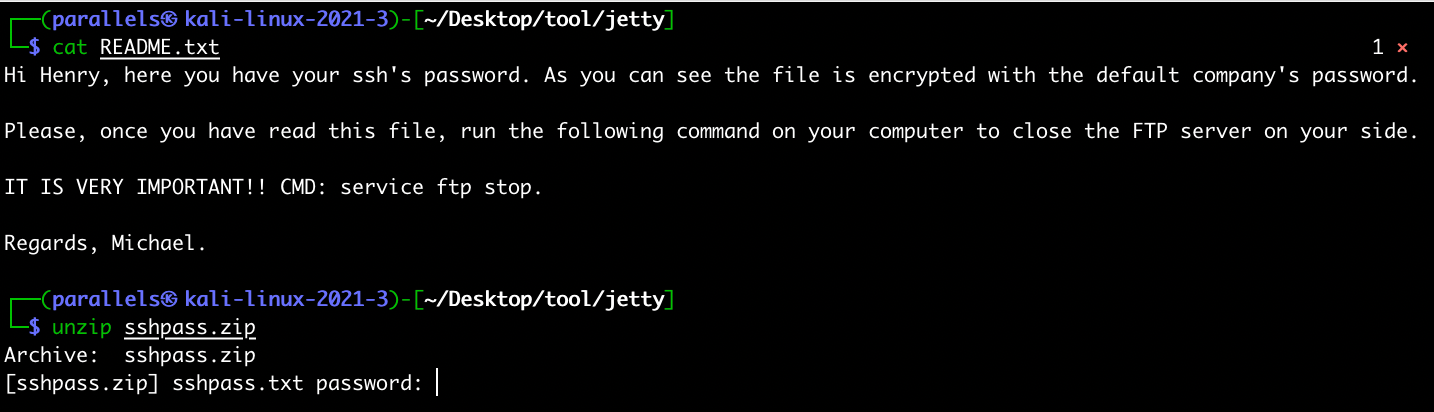 ┌──(parallels㉿kali-linux-2021-3)-[~/Desktop/tool/jetty]
└─$ cat README.txt 1 ⨯
Hi Henry, here you have your ssh's password. As you can see the file is encrypted with the default company's password.
Please, once you have read this file, run the following command on your computer to close the FTP server on your side.
IT IS VERY IMPORTANT!! CMD: service ftp stop.
Regards, Michael.
┌──(parallels㉿kali-linux-2021-3)-[~/Desktop/tool/jetty]
└─$ unzip sshpass.zip
Archive:  sshpass.zip
[sshpass.zip] sshpass.txt password: